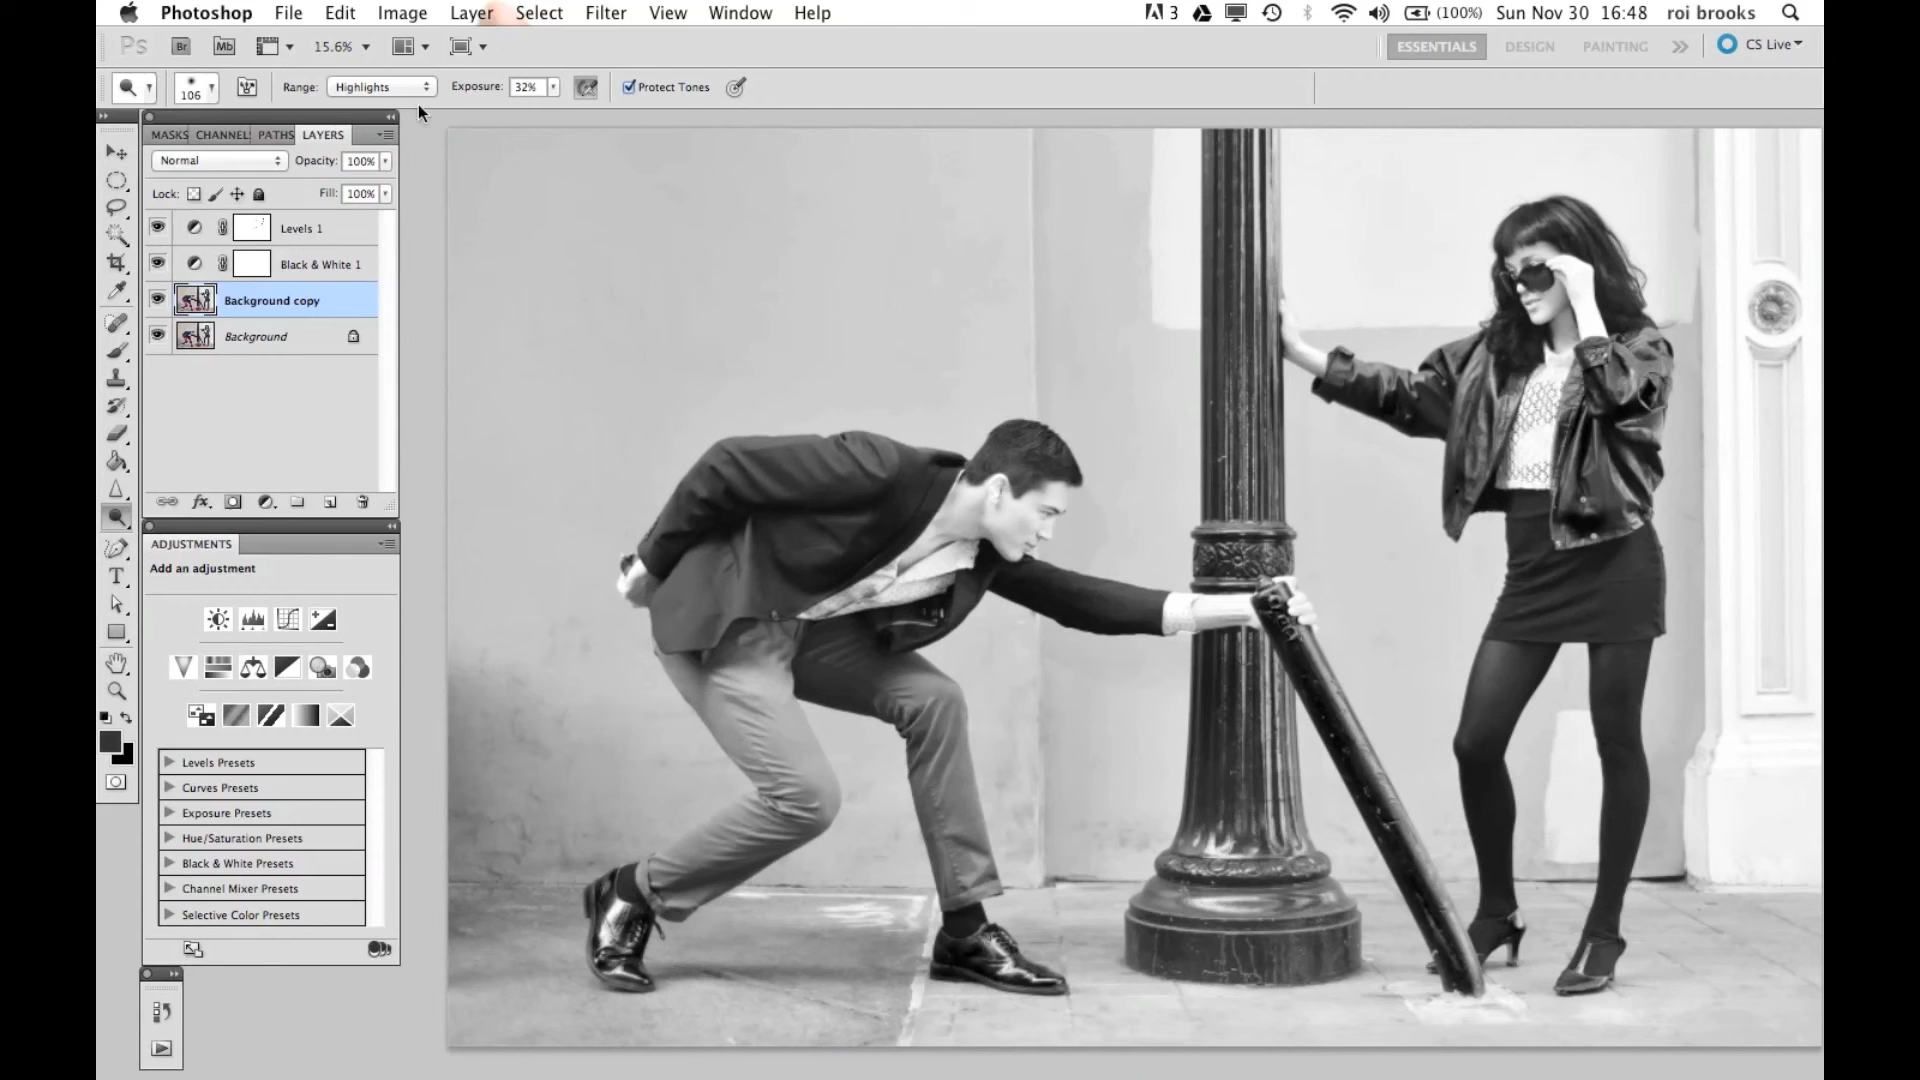 Photoshop File Edit Image Layer Select Filter View Window Help 3 (100%) Sun Nov 30 16:48 roi brooks
Ps Br Mb 15.6% ESSENTIALS DESIGN PAINTING CS Live
106 Range: Highlights Exposure: 32% Protect Tones
MASKS CHANNEL: PATHS LAYERS
Normal Opacity: 100%
Lock: Fill: 100%
Levels 1
Black & White 1
Background copy
Background
fx.
ADJUSTMENTS
Add an adjustment
Levels Presets
Curves Presets
Exposure Presets
Hue/Saturation Presets
Black & White Presets
Channel Mixer Presets
Selective Color Presets